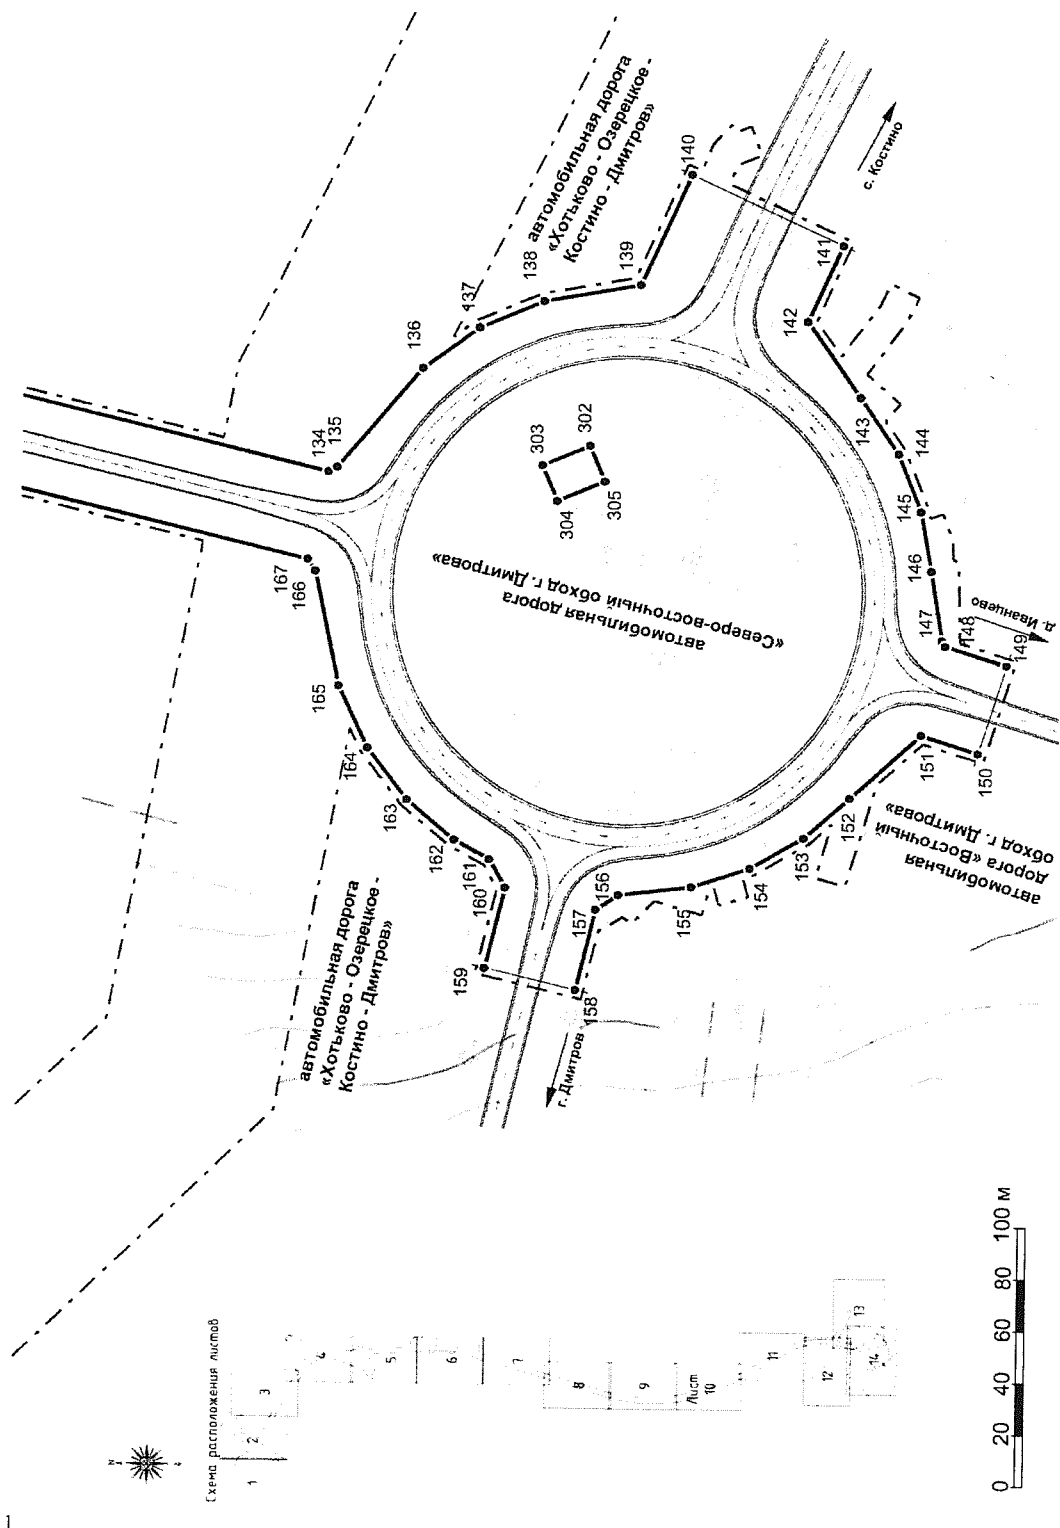 автомобильная дорога
«Хотьково - Озерецкое -
Костино - Дмитров»
134
135
136
137
138
139
140
141
142
143
144
145
146
147
148
149
150
151
152
153
154
155
156
157
158
159
160
161
162
163
164
165
166
167
302
303
304
305
с. Костино
автомобильная дорога
«Северо-восточный обход г. Дмитрова»
д. Иванцево
автомобильная
дорога «Восточный
обход г. Дмитрова»
г. Дмитров
автомобильная дорога
«Хотьково - Озерецкое -
Костино - Дмитров»
Схема расположения листов
N
1
2
3
4
5
6
7
8
9
Лист
10
11
12
13
14
0 20 40 60 80 100 м
1